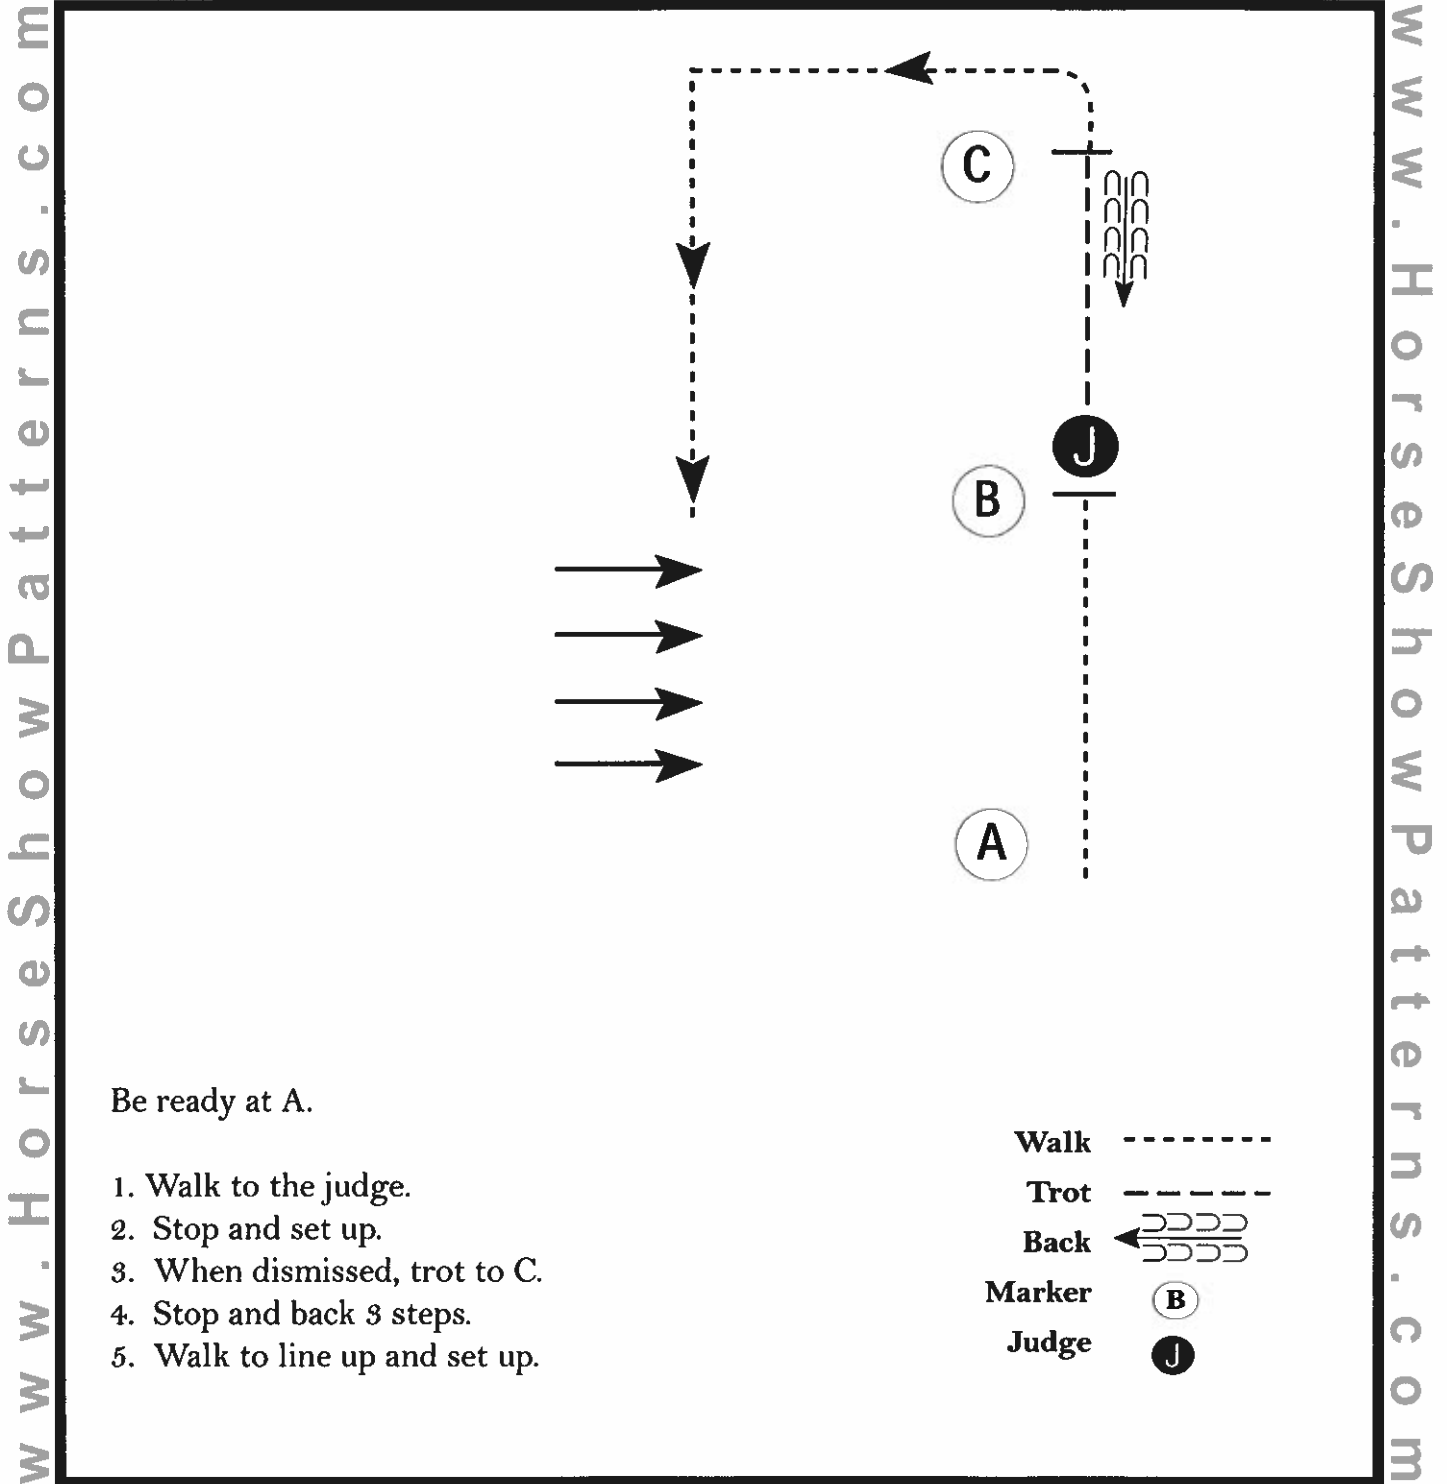 www.HorseShowPatterns.com
www.HorseShowPatterns.com
C
J
B
A
Be ready at A.
1. Walk to the judge.
2. Stop and set up.
3. When dismissed, trot to C.
4. Stop and back 3 steps.
5. Walk to line up and set up.
Walk
Trot
Back
Marker B
Judge J